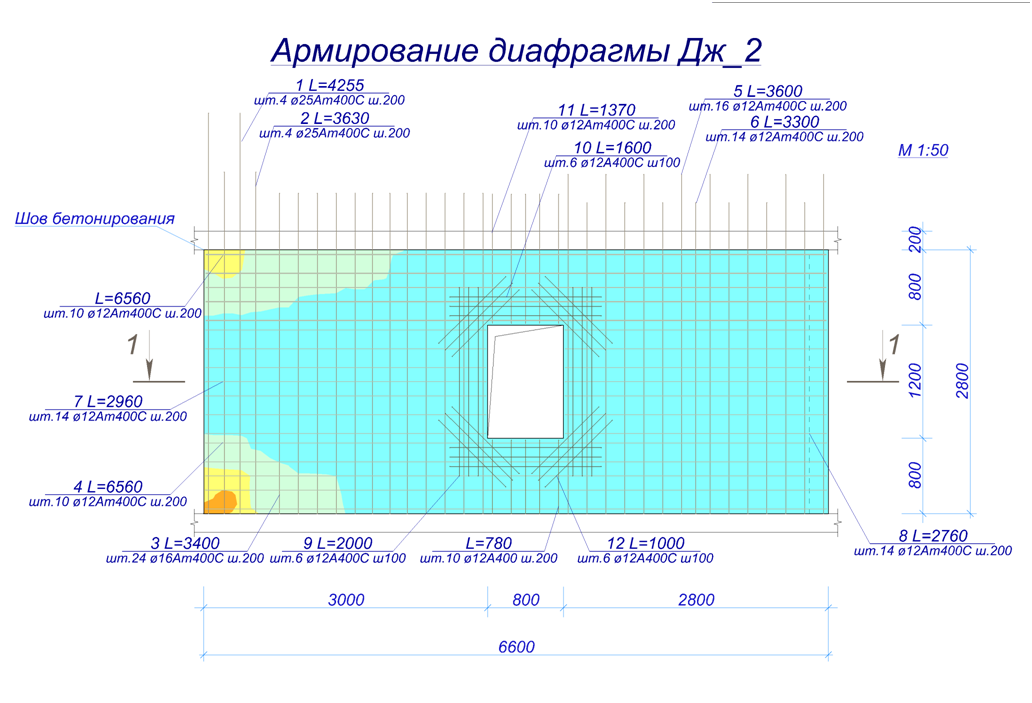 Армирование диафрагмы Дж_2
1 L=4255
шт.4 ø25Ат400С ш.200
2 L=3630
шт.4 ø25Ат400С ш.200
11 L=1370
шт.10 ø12Ат400С ш.200
10 L=1600
шт.6 ø12А400С ш100
5 L=3600
шт.16 ø12Ат400С ш.200
6 L=3300
шт.14 ø12Ат400С ш.200
М 1:50
Шов бетонирования
L=6560
шт.10 ø12Ат400С ш.200
1
7 L=2960
шт.14 ø12Ат400С ш.200
4 L=6560
шт.10 ø12Ат400С ш.200
1
200
800
1200
800
2800
3 L=3400
шт.24 ø16Ат400С ш.200
9 L=2000
шт.6 ø12А400С ш100
L=780
шт.10 ø12А400 ш.200
12 L=1000
шт.6 ø12А400С ш100
8 L=2760
шт.14 ø12Ат400С ш.200
3000
800
2800
6600